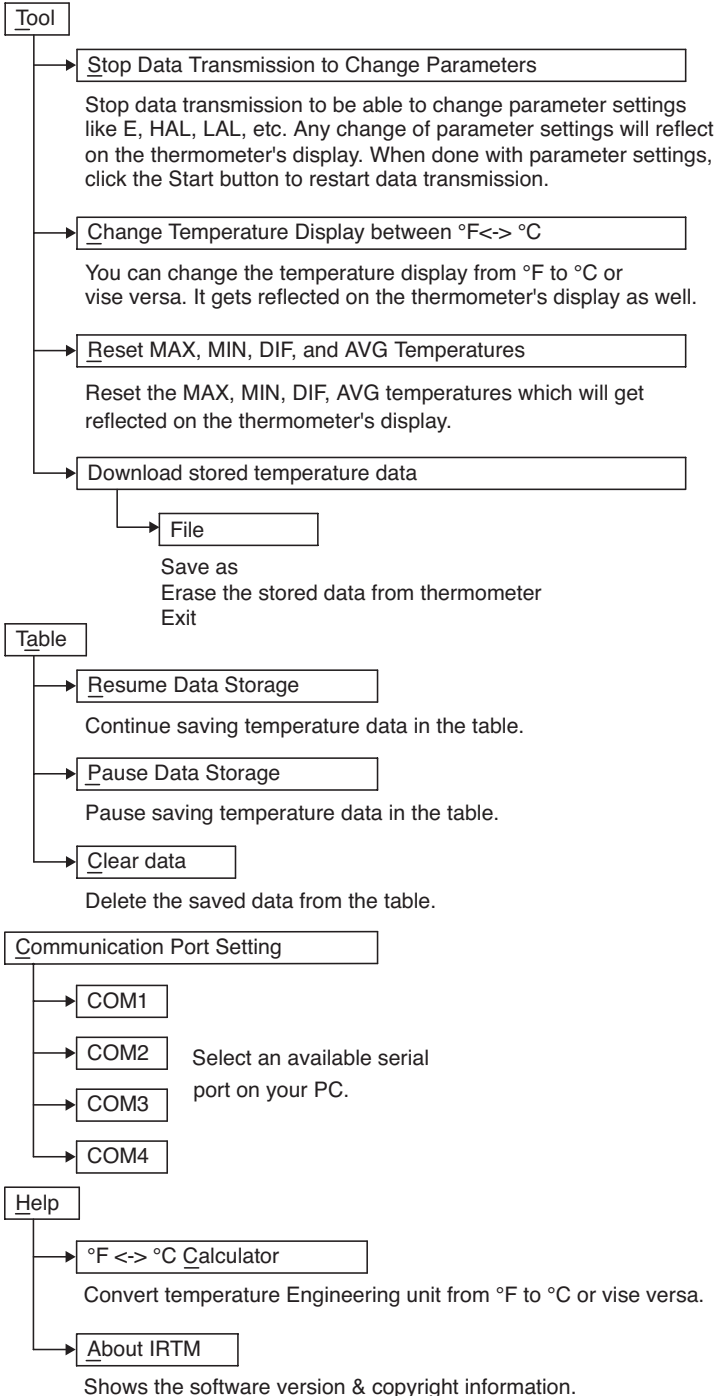 Tool
Stop Data Transmission to Change Parameters
Stop data transmission to be able to change parameter settings
like E, HAL, LAL, etc. Any change of parameter settings will reflect
on the thermometer's display. When done with parameter settings,
click the Start button to restart data transmission.
Change Temperature Display between °F<-> °C
You can change the temperature display from °F to °C or
vise versa. It gets reflected on the thermometer's display as well.
Reset MAX, MIN, DIF, and AVG Temperatures
Reset the MAX, MIN, DIF, AVG temperatures which will get
reflected on the thermometer's display.
Download stored temperature data
File
Save as
Erase the stored data from thermometer
Exit
Table
Resume Data Storage
Continue saving temperature data in the table.
Pause Data Storage
Pause saving temperature data in the table.
Clear data
Delete the saved data from the table.
Communication Port Setting
COM1
COM2
Select an available serial
port on your PC.
COM3
COM4
Help
°F <-> °C Calculator
Convert temperature Engineering unit from °F to °C or vise versa.
About IRTM
Shows the software version & copyright information.